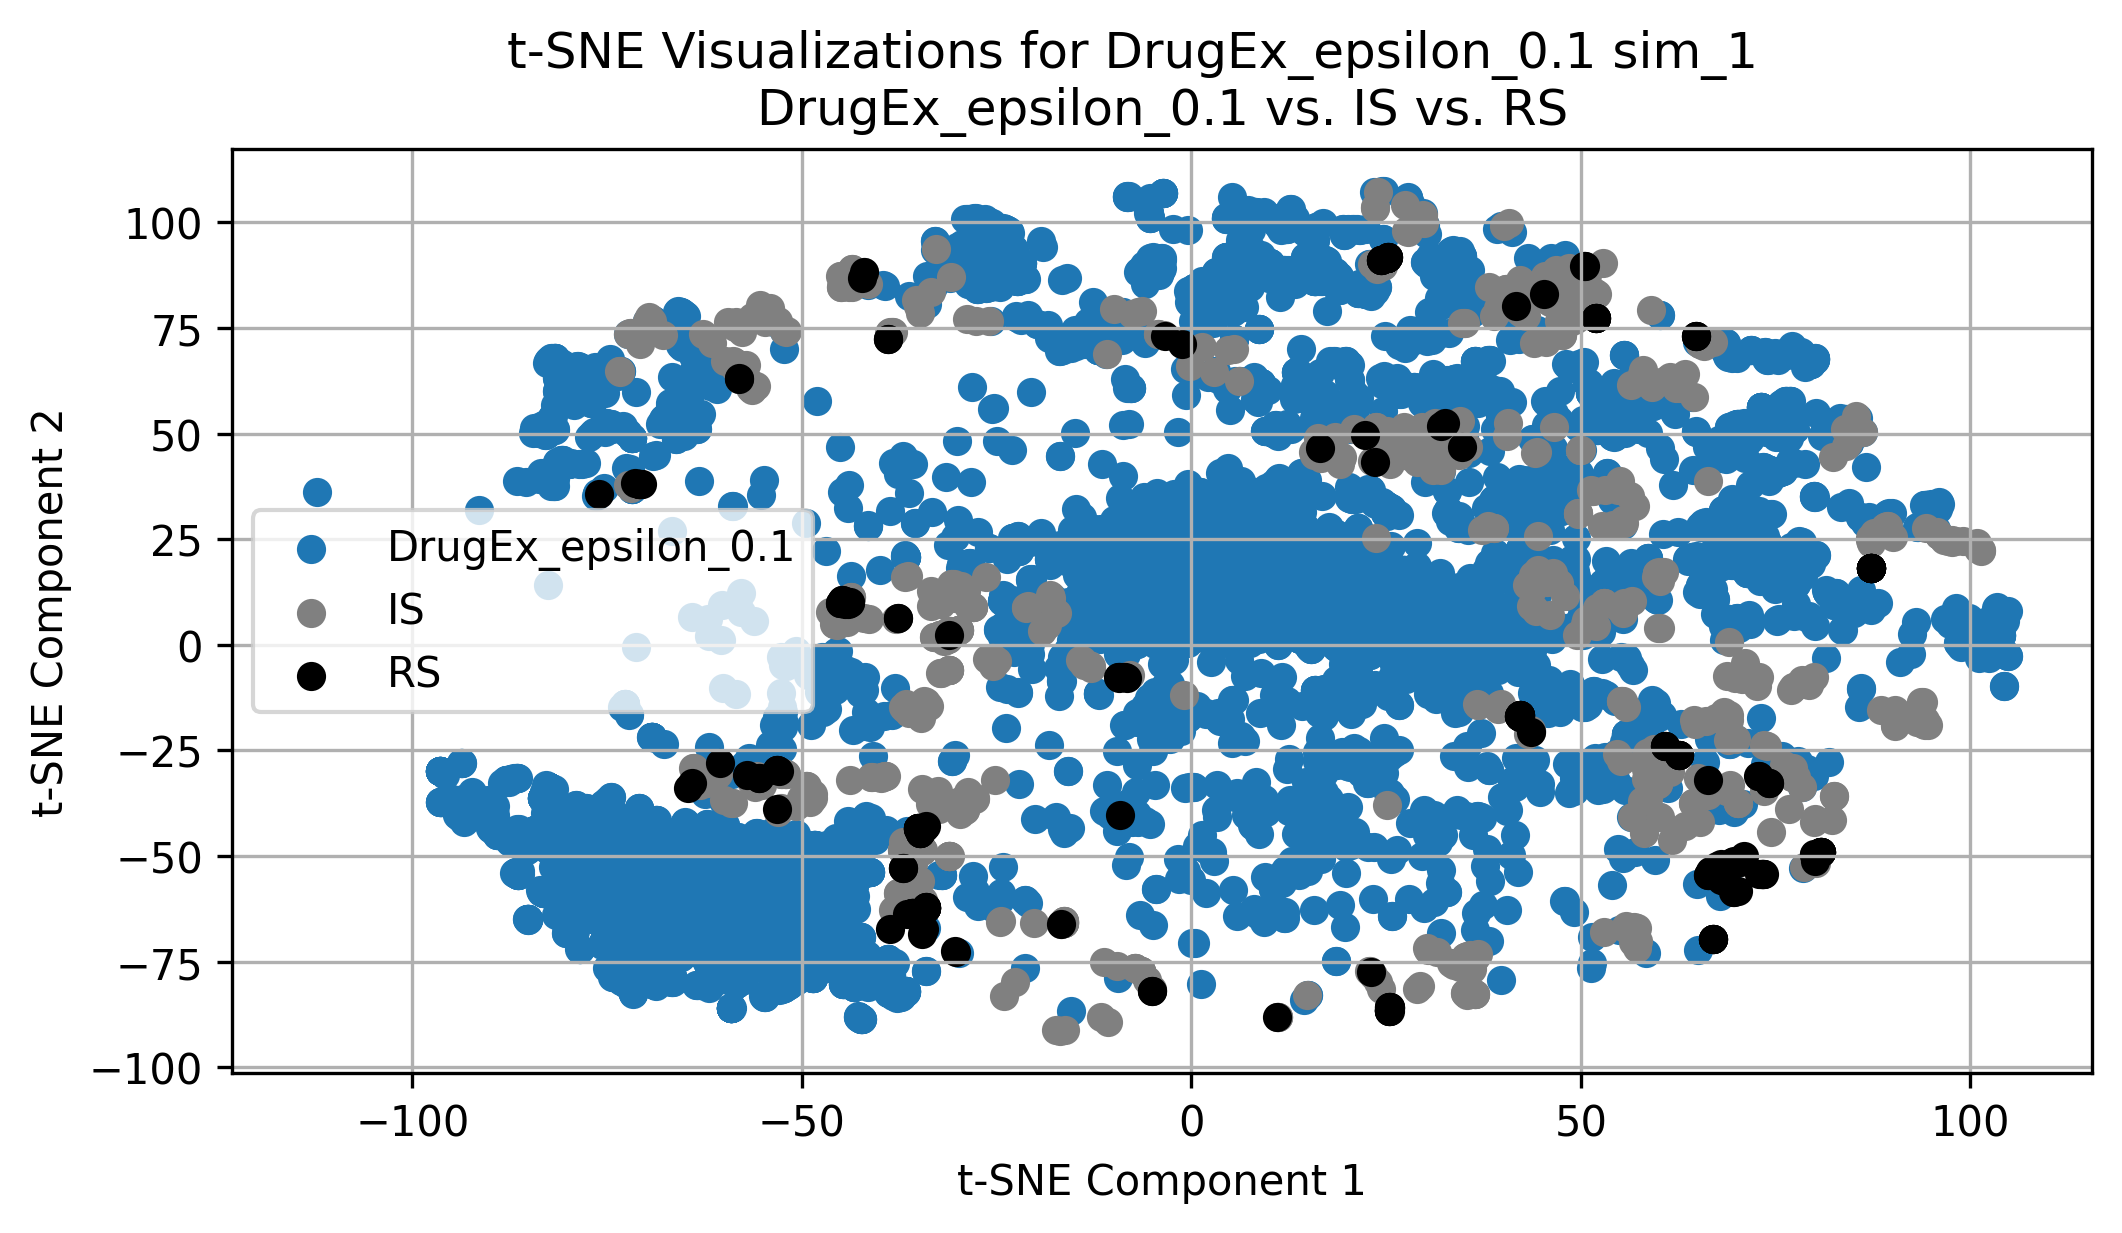 t-SNE Visualizations for DrugEx_epsilon_0.1 sim_1
DrugEx_epsilon_0.1 vs. IS vs. RS
t-SNE Component 2
100
75
50
25
0
−25
−50
−75
−100
DrugEx_epsilon_0.1
IS
RS
−100
−50
0
50
100
t-SNE Component 1